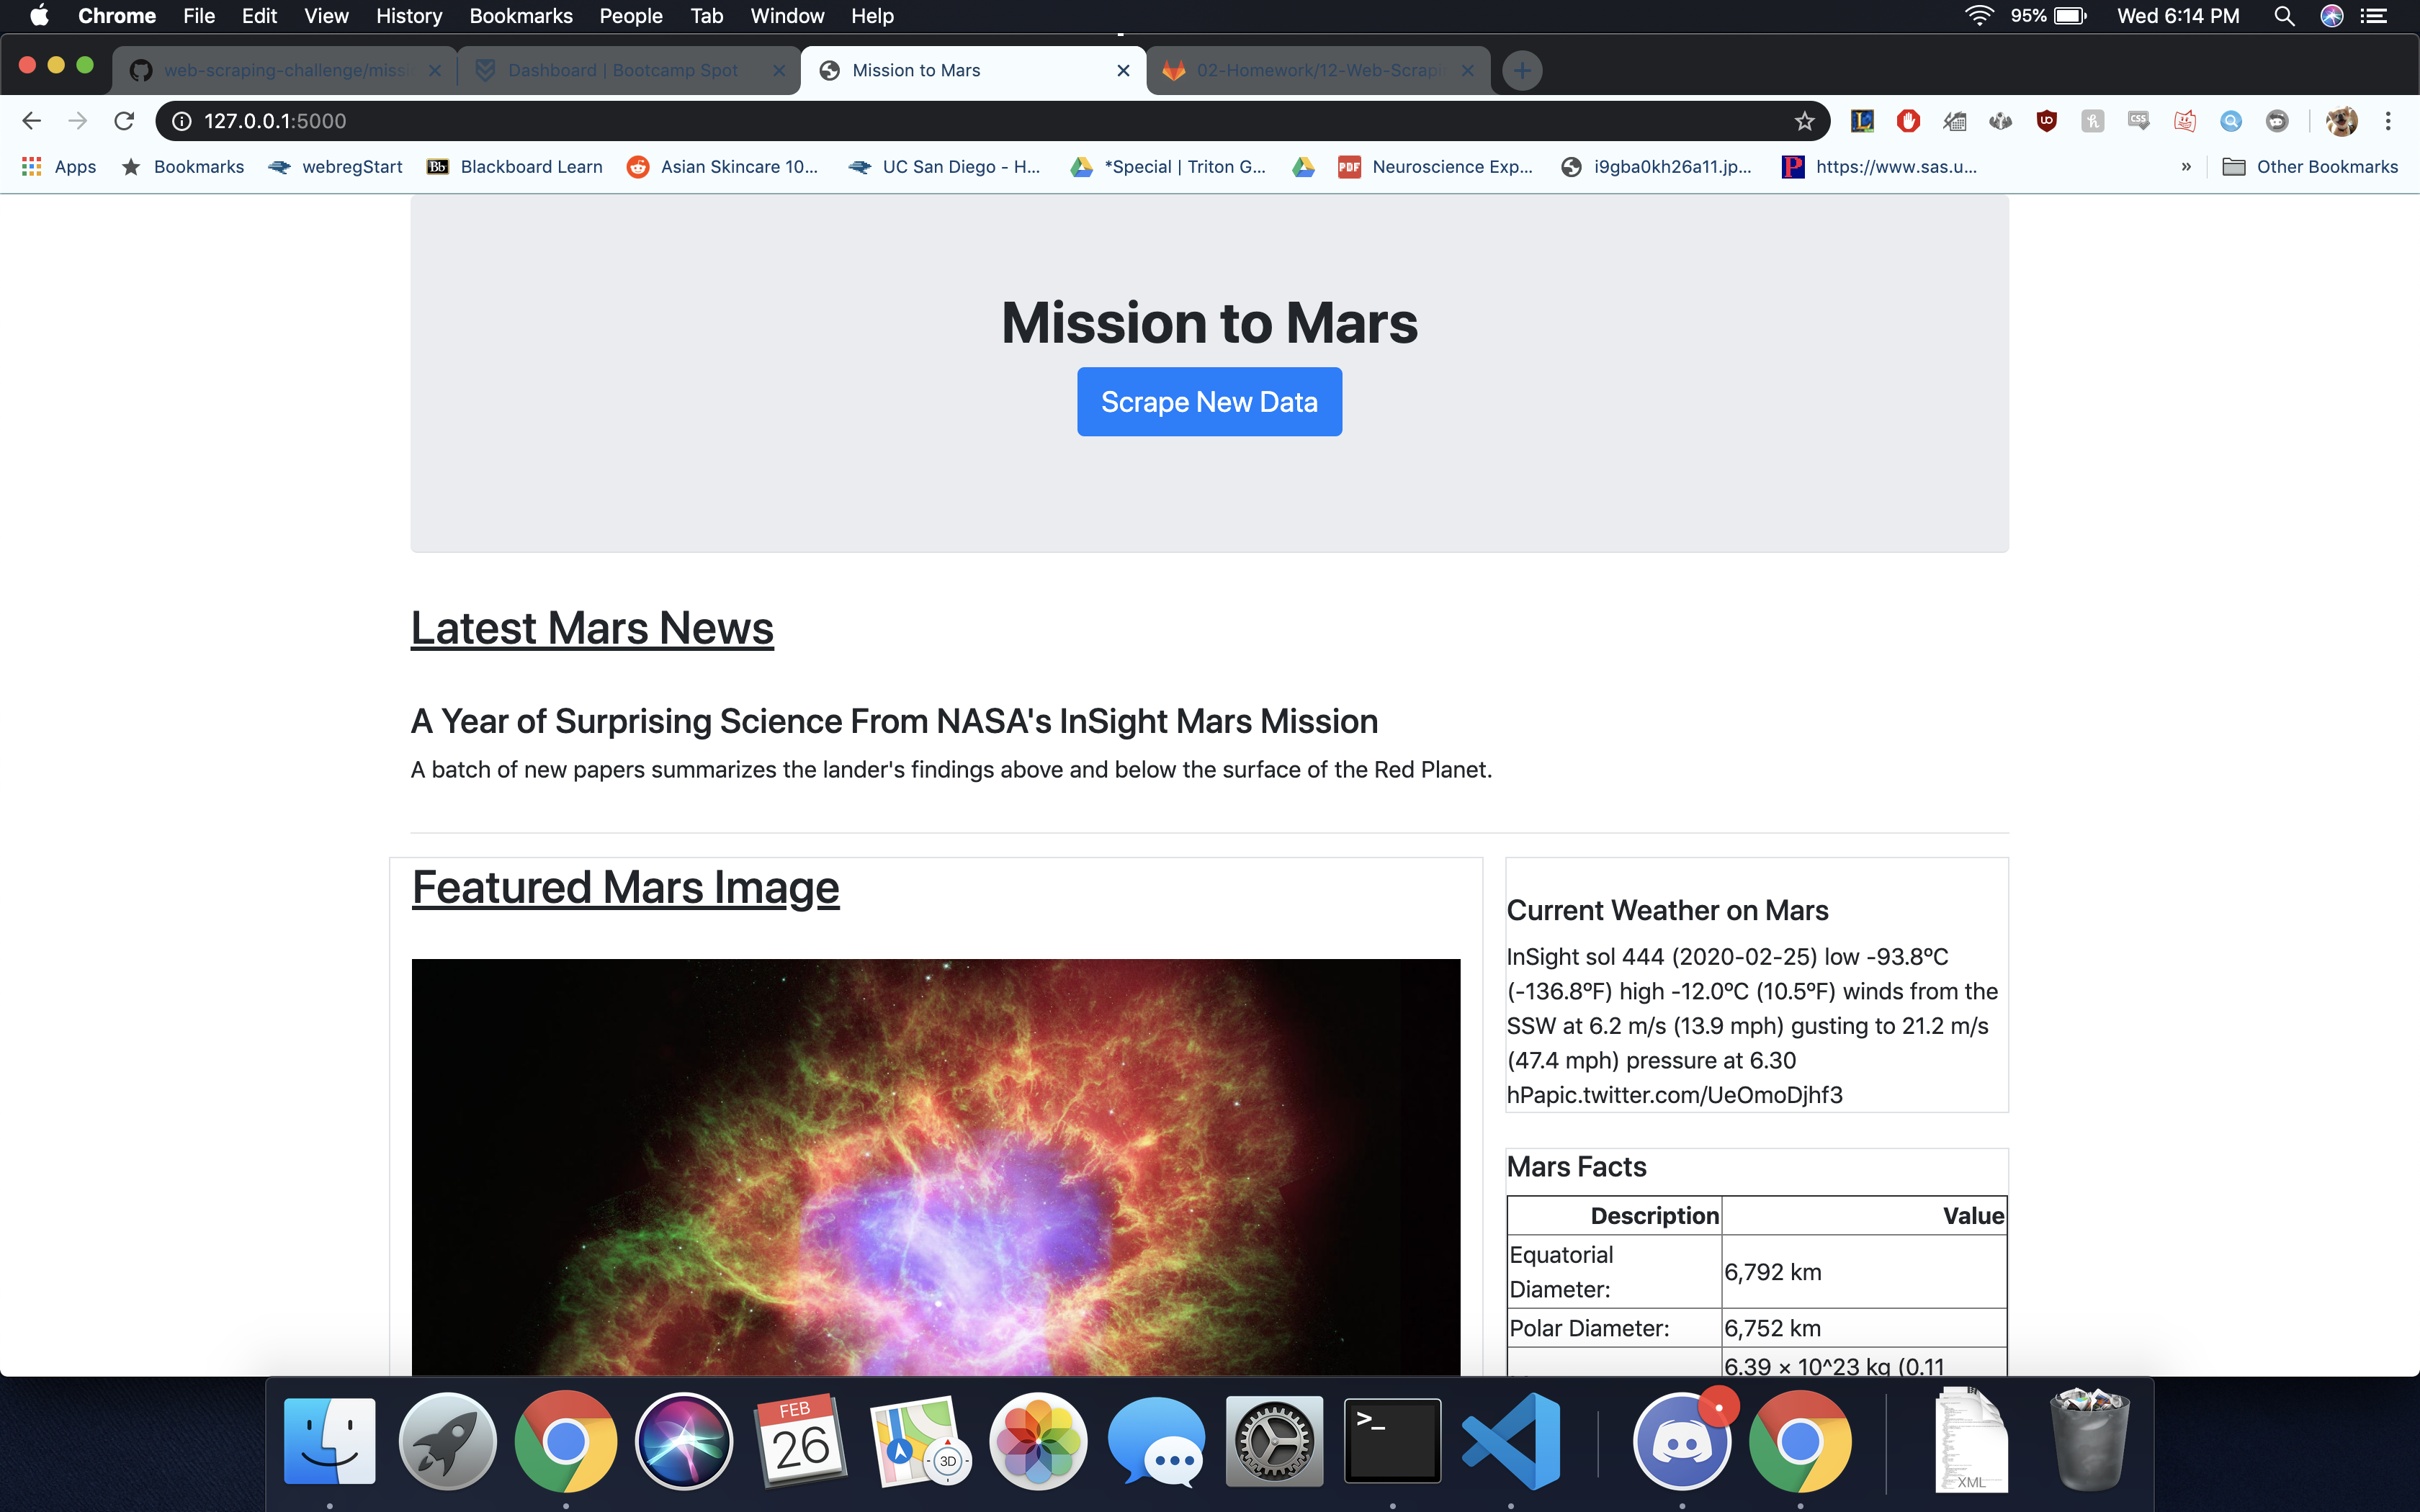 Chrome File Edit View History Bookmarks People Tab Window Help 95% Wed 6:14 PM
web-scraping-challenge/missi Dashboard | Bootcamp Spot Mission to Mars 02-Homework/12-Web-Scrapi
127.0.0.1:5000
Apps Bookmarks webregStart Bb Blackboard Learn Asian Skincare 10... UC San Diego - H... *Special | Triton G... PDF Neuroscience Exp... i9gba0kh26a11.jp... P https://www.sas.u... » Other Bookmarks
Mission to Mars
Scrape New Data
Latest Mars News
A Year of Surprising Science From NASA's InSight Mars Mission
A batch of new papers summarizes the lander's findings above and below the surface of the Red Planet.
Featured Mars Image
Current Weather on Mars
InSight sol 444 (2020-02-25) low -93.8ºC
(-136.8ºF) high -12.0ºC (10.5ºF) winds from the
SSW at 6.2 m/s (13.9 mph) gusting to 21.2 m/s
(47.4 mph) pressure at 6.30
hPapic.twitter.com/UeOmoDjhf3
Mars Facts
Description Value
Equatorial
Diameter: 6,792 km
Polar Diameter: 6,752 km
6.39 × 10^23 kg (0.11
FEB
26
3D
>_
XML